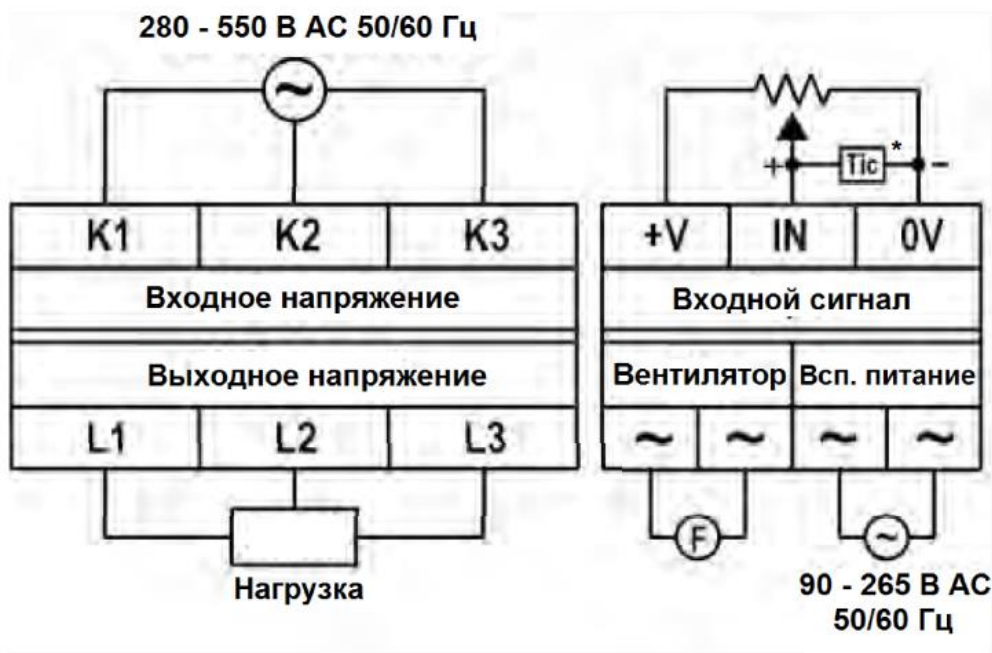 280 - 550 В АС 50/60 Гц
+ Tic * -
K1 K2 K3
+V IN 0V
Входное напряжение
Входной сигнал
Выходное напряжение
Вентилятор Всп. питание
L1 L2 L3
~ ~ ~ ~
F ~
Нагрузка
90 - 265 В АС
50/60 Гц